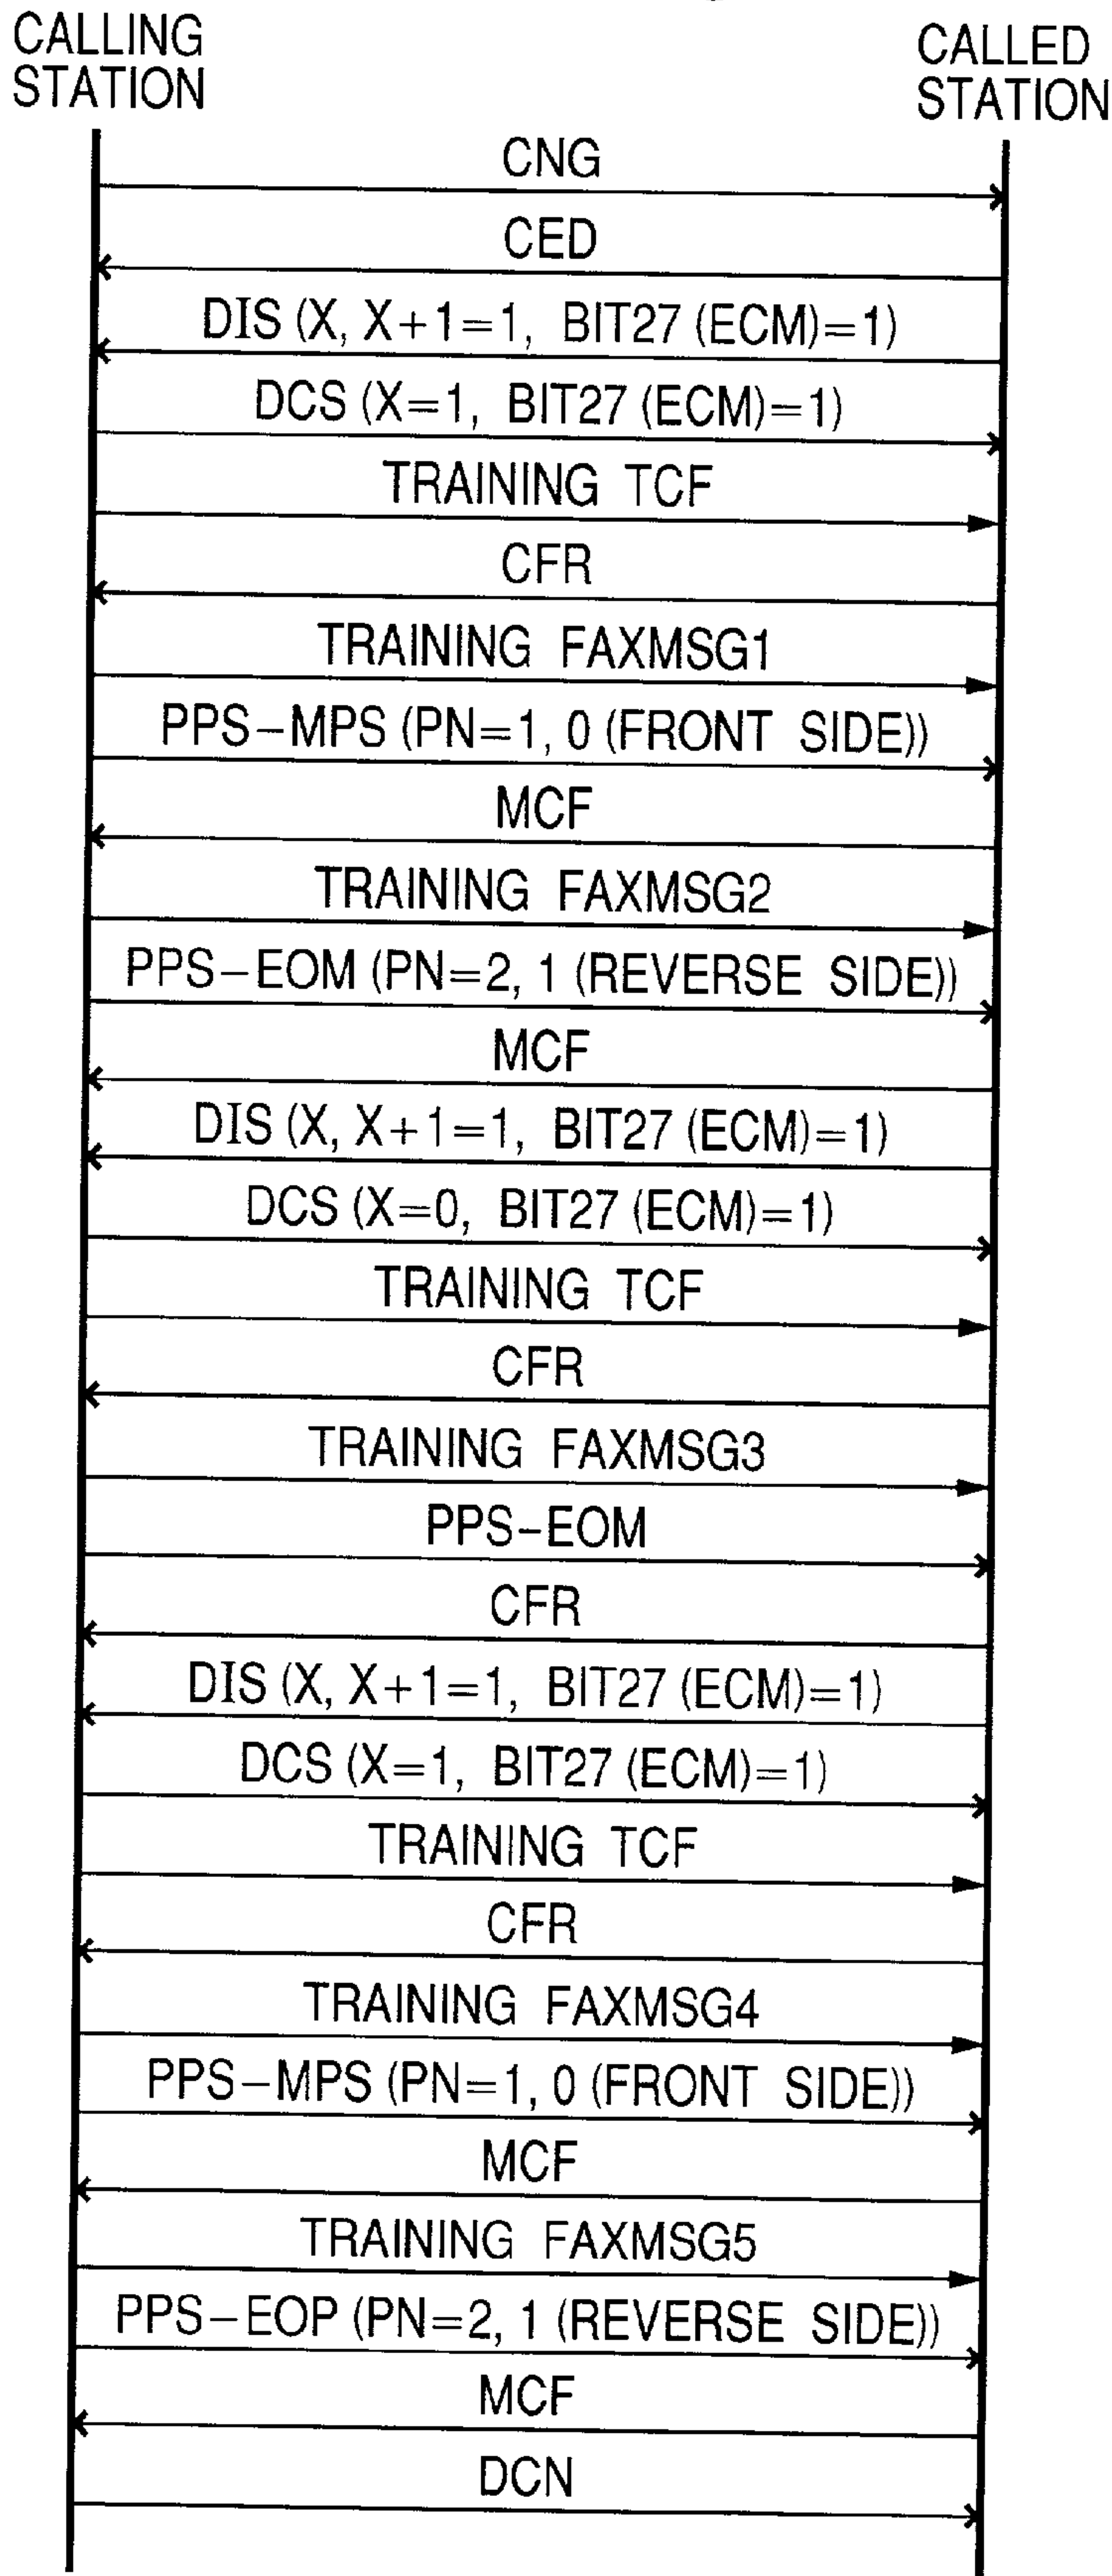 CALLING
STATION
CALLED
STATION
CNG
CED
DIS (X, X+1=1, BIT27 (ECM)=1)
DCS (X=1, BIT27 (ECM)=1)
TRAINING TCF
CFR
TRAINING FAXMSG1
PPS-MPS (PN=1, 0 (FRONT SIDE))
MCF
TRAINING FAXMSG2
PPS-EOM (PN=2, 1 (REVERSE SIDE))
MCF
DIS (X, X+1=1, BIT27 (ECM)=1)
DCS (X=0, BIT27 (ECM)=1)
TRAINING TCF
CFR
TRAINING FAXMSG3
PPS-EOM
CFR
DIS (X, X+1=1, BIT27 (ECM)=1)
DCS (X=1, BIT27 (ECM)=1)
TRAINING TCF
CFR
TRAINING FAXMSG4
PPS-MPS (PN=1, 0 (FRONT SIDE))
MCF
TRAINING FAXMSG5
PPS-EOP (PN=2, 1 (REVERSE SIDE))
MCF
DCN